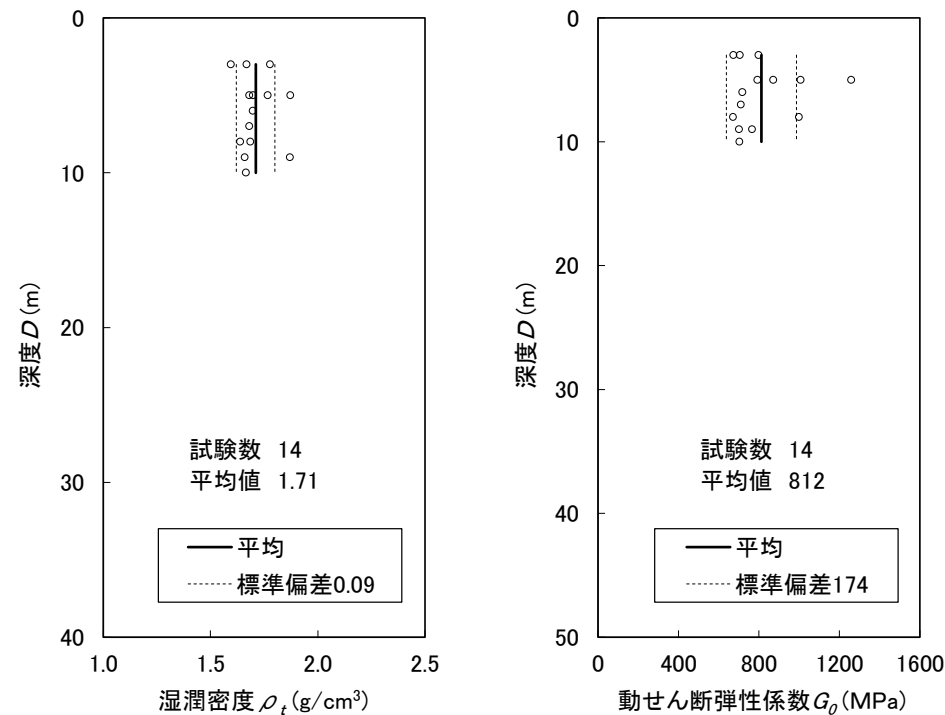 0
10
20
30
40
深度D(m)
試験数 14
平均値 1.71
平均
標準偏差0.09
1.0 1.5 2.0 2.5
湿潤密度ρt(g/cm³)
0
10
20
30
40
50
深度D(m)
試験数 14
平均値 812
平均
標準偏差174
0 400 800 1200 1600
動せん断弾性係数G0(MPa)